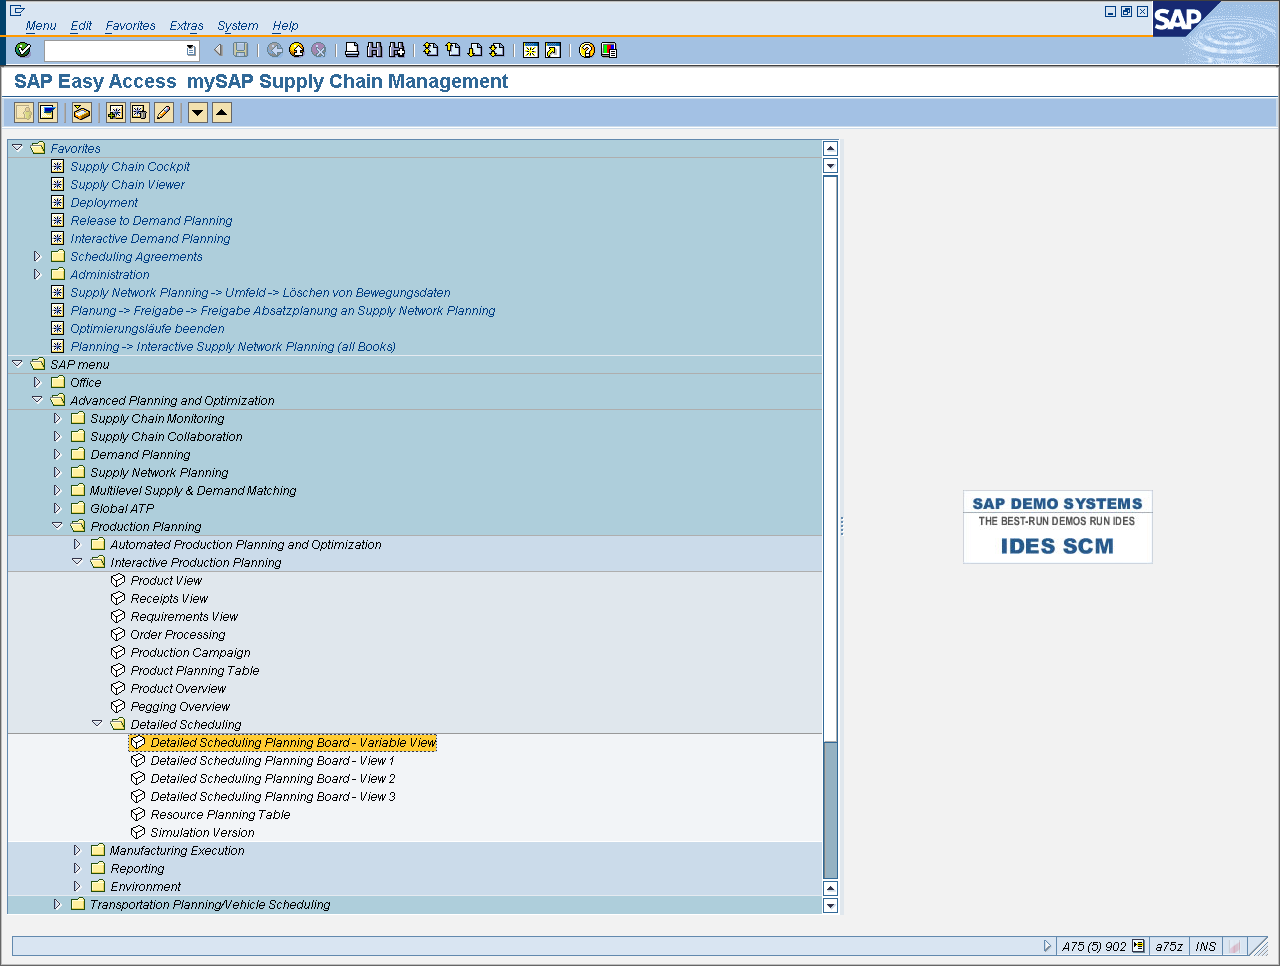 Menu Edit Favorites Extras System Help
SAP
SAP Easy Access mySAP Supply Chain Management
Favorites
Supply Chain Cockpit
Supply Chain Viewer
Deployment
Release to Demand Planning
Interactive Demand Planning
Scheduling Agreements
Administration
Supply Network Planning -> Umfeld -> Löschen von Bewegungsdaten
Planung -> Freigabe -> Freigabe Absatzplanung an Supply Network Planning
Optimierungsläufe beenden
Planning -> Interactive Supply Network Planning (all Books)
SAP menu
Office
Advanced Planning and Optimization
Supply Chain Monitoring
Supply Chain Collaboration
Demand Planning
Supply Network Planning
Multilevel Supply & Demand Matching
Global ATP
Production Planning
Automated Production Planning and Optimization
Interactive Production Planning
Product View
Receipts View
Requirements View
Order Processing
Production Campaign
Product Planning Table
Product Overview
Pegging Overview
Detailed Scheduling
Detailed Scheduling Planning Board - Variable View
Detailed Scheduling Planning Board - View 1
Detailed Scheduling Planning Board - View 2
Detailed Scheduling Planning Board - View 3
Resource Planning Table
Simulation Version
Manufacturing Execution
Reporting
Environment
Transportation Planning/Vehicle Scheduling
SAP DEMO SYSTEMS
THE BEST-RUN DEMOS RUN IDES
IDES SCM
A75 (5) 902 a75z INS